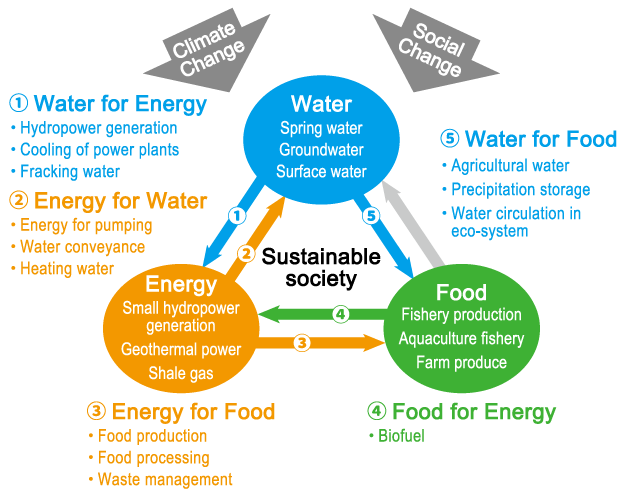 Climate
Change
Social
Change
① Water for Energy
• Hydropower generation
• Cooling of power plants
• Fracking water
② Energy for Water
• Energy for pumping
• Water conveyance
• Heating water
Water
Spring water
Groundwater
Surface water
⑤ Water for Food
• Agricultural water
• Precipitation storage
• Water circulation in
eco-system
①
②
⑤
Sustainable
society
Energy
Small hydropower
generation
Geothermal power
Shale gas
④
③
Food
Fishery production
Aquaculture fishery
Farm produce
③ Energy for Food
• Food production
• Food processing
• Waste management
④ Food for Energy
• Biofuel